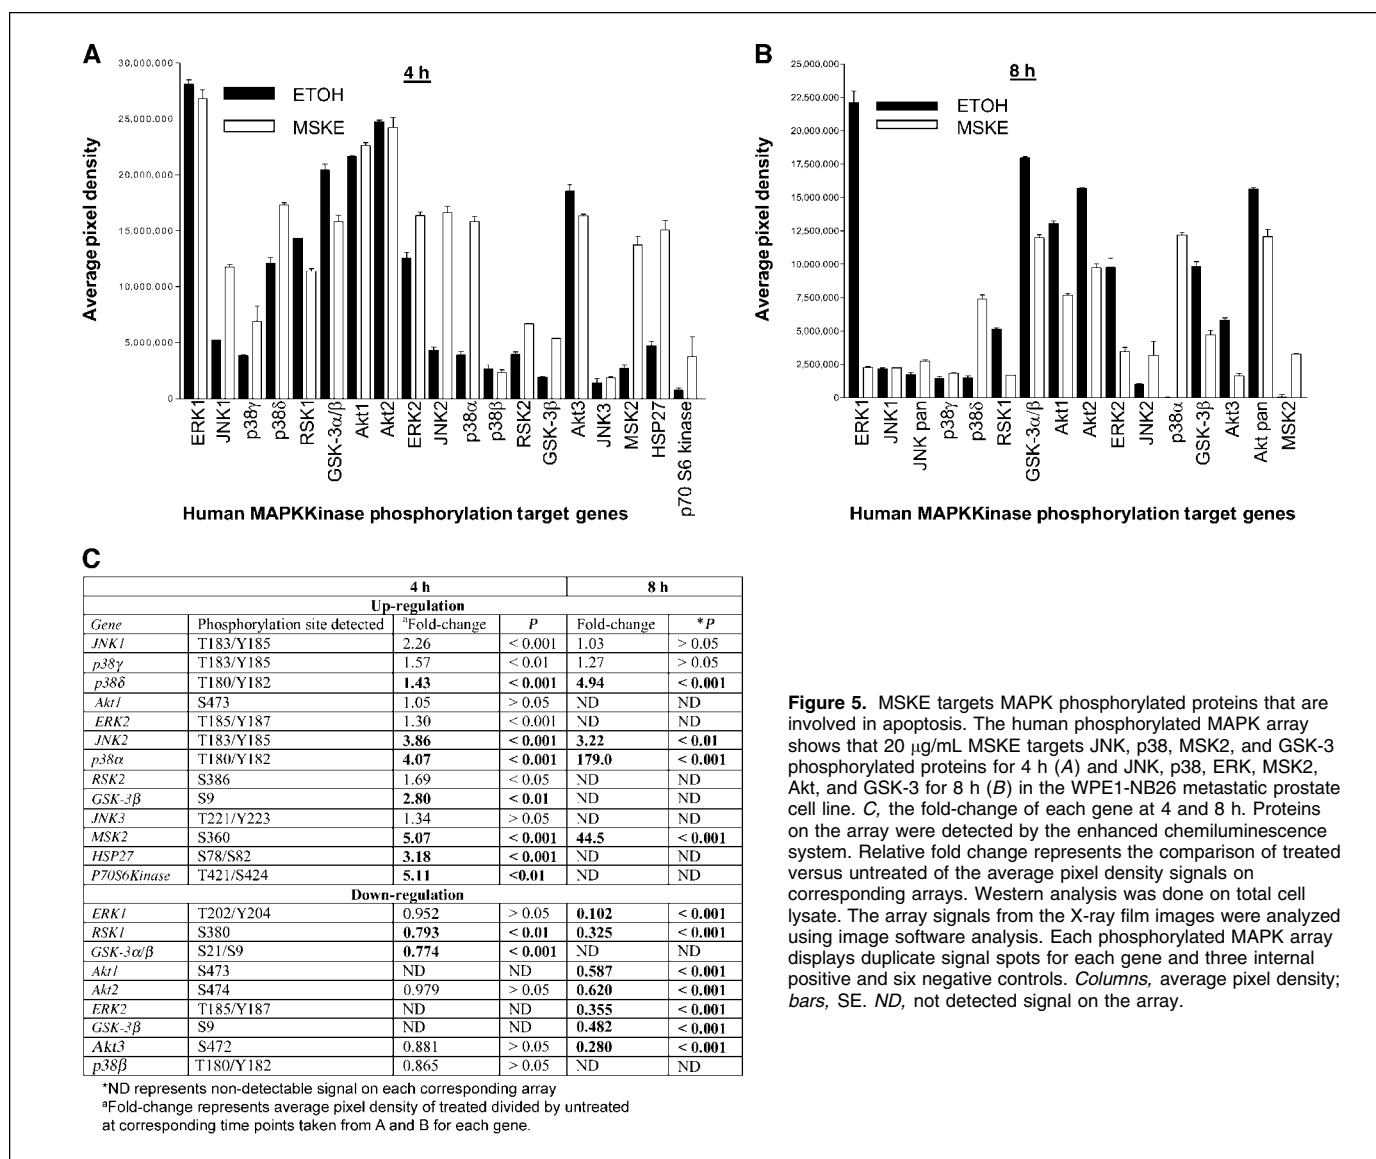 A
4 h
30,000,000
25,000,000
20,000,000
15,000,000
10,000,000
5,000,000
0
Average pixel density
ETOH
MSKE
ERK1
JNK1
p38γ
p38δ
RSK1
GSK-3α/β
Akt1
Akt2
ERK2
JNK2
p38α
p38β
RSK2
GSK-3β
Akt3
JNK3
MSK2
HSP27
p70 S6 kinase
Human MAPKKinase phosphorylation target genes
B
8 h
25,000,000
22,500,000
20,000,000
17,500,000
15,000,000
12,500,000
10,000,000
7,500,000
5,000,000
2,500,000
0
Average pixel density
ETOH
MSKE
ERK1
JNK1
JNK pan
p38γ
p38δ
RSK1
GSK-3α/β
Akt1
Akt2
ERK2
JNK2
p38α
GSK-3β
Akt3
Akt pan
MSK2
Human MAPKKinase phosphorylation target genes
C
4 h 8 h
Up-regulation
Gene Phosphorylation site detected ᵃFold-change P Fold-change *P
JNK1 T183/Y185 2.26 < 0.001 1.03 > 0.05
p38γ T183/Y185 1.57 < 0.01 1.27 > 0.05
p38δ T180/Y182 1.43 < 0.001 4.94 < 0.001
Akt1 S473 1.05 > 0.05 ND ND
ERK2 T185/Y187 1.30 < 0.001 ND ND
JNK2 T183/Y185 3.86 < 0.001 3.22 < 0.01
p38α T180/Y182 4.07 < 0.001 179.0 < 0.001
RSK2 S386 1.69 < 0.05 ND ND
GSK-3β S9 2.80 < 0.01 ND ND
JNK3 T221/Y223 1.34 > 0.05 ND ND
MSK2 S360 5.07 < 0.001 44.5 < 0.001
HSP27 S78/S82 3.18 < 0.001 ND ND
P70S6Kinase T421/S424 5.11 <0.01 ND ND
Down-regulation
ERK1 T202/Y204 0.952 > 0.05 0.102 < 0.001
RSK1 S380 0.793 < 0.01 0.325 < 0.001
GSK-3α/β S21/S9 0.774 < 0.001 ND ND
Akt1 S473 ND ND 0.587 < 0.001
Akt2 S474 0.979 > 0.05 0.620 < 0.001
ERK2 T185/Y187 ND ND 0.355 < 0.001
GSK-3β S9 ND ND 0.482 < 0.001
Akt3 S472 0.881 > 0.05 0.280 < 0.001
p38β T180/Y182 0.865 > 0.05 ND ND
*ND represents non-detectable signal on each corresponding array
ᵃFold-change represents average pixel density of treated divided by untreated
at corresponding time points taken from A and B for each gene.
Figure 5. MSKE targets MAPK phosphorylated proteins that are
involved in apoptosis. The human phosphorylated MAPK array
shows that 20 μg/mL MSKE targets JNK, p38, MSK2, and GSK-3
phosphorylated proteins for 4 h (A) and JNK, p38, ERK, MSK2,
Akt, and GSK-3 for 8 h (B) in the WPE1-NB26 metastatic prostate
cell line. C, the fold-change of each gene at 4 and 8 h. Proteins
on the array were detected by the enhanced chemiluminescence
system. Relative fold change represents the comparison of treated
versus untreated of the average pixel density signals on
corresponding arrays. Western analysis was done on total cell
lysate. The array signals from the X-ray film images were analyzed
using image software analysis. Each phosphorylated MAPK array
displays duplicate signal spots for each gene and three internal
positive and six negative controls. Columns, average pixel density;
bars, SE. ND, not detected signal on the array.